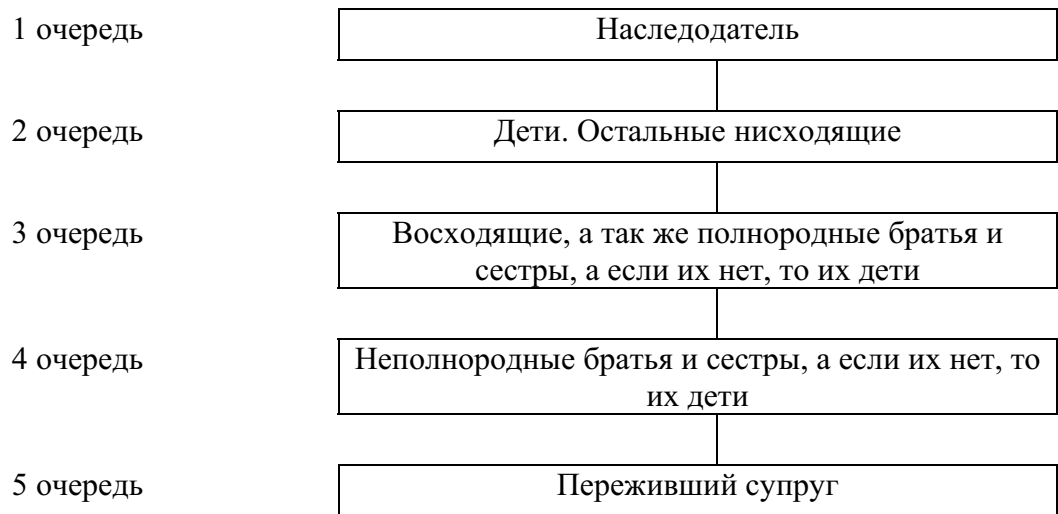 1 очередь
Наследодатель
2 очередь
Дети. Остальные нисходящие
3 очередь
Восходящие, а так же полнородные братья и
сестры, а если их нет, то их дети
4 очередь
Неполнородные братья и сестры, а если их нет, то
их дети
5 очередь
Переживший супруг